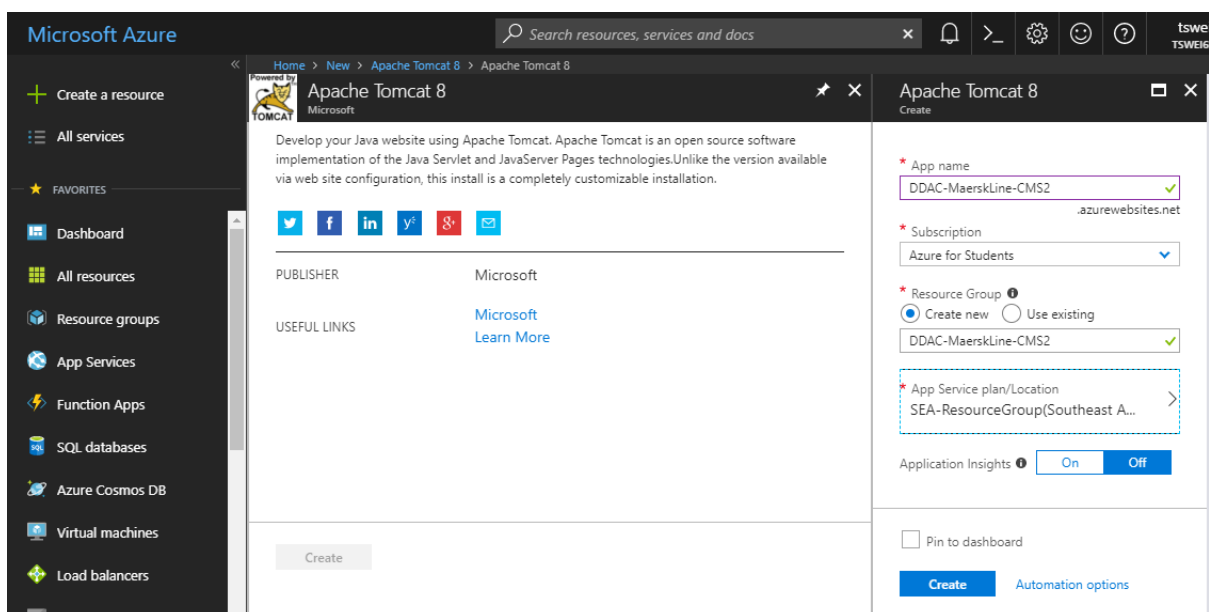 Microsoft Azure
Search resources, services and docs
tswe
TSWEI6
Create a resource
All services
FAVORITES
Dashboard
All resources
Resource groups
App Services
Function Apps
SQL databases
Azure Cosmos DB
Virtual machines
Load balancers
Home > New > Apache Tomcat 8 > Apache Tomcat 8
Powered by
TOMCAT
Apache Tomcat 8
Microsoft
Develop your Java website using Apache Tomcat. Apache Tomcat is an open source software
implementation of the Java Servlet and JavaServer Pages technologies.Unlike the version available
via web site configuration, this install is a completely customizable installation.
PUBLISHER
Microsoft
USEFUL LINKS
Microsoft
Learn More
Create
Apache Tomcat 8
Create
* App name
DDAC-MaerskLine-CMS2
.azurewebsites.net
* Subscription
Azure for Students
* Resource Group
Create new Use existing
DDAC-MaerskLine-CMS2
* App Service plan/Location
SEA-ResourceGroup(Southeast A...
Application Insights On Off
Pin to dashboard
Create Automation options